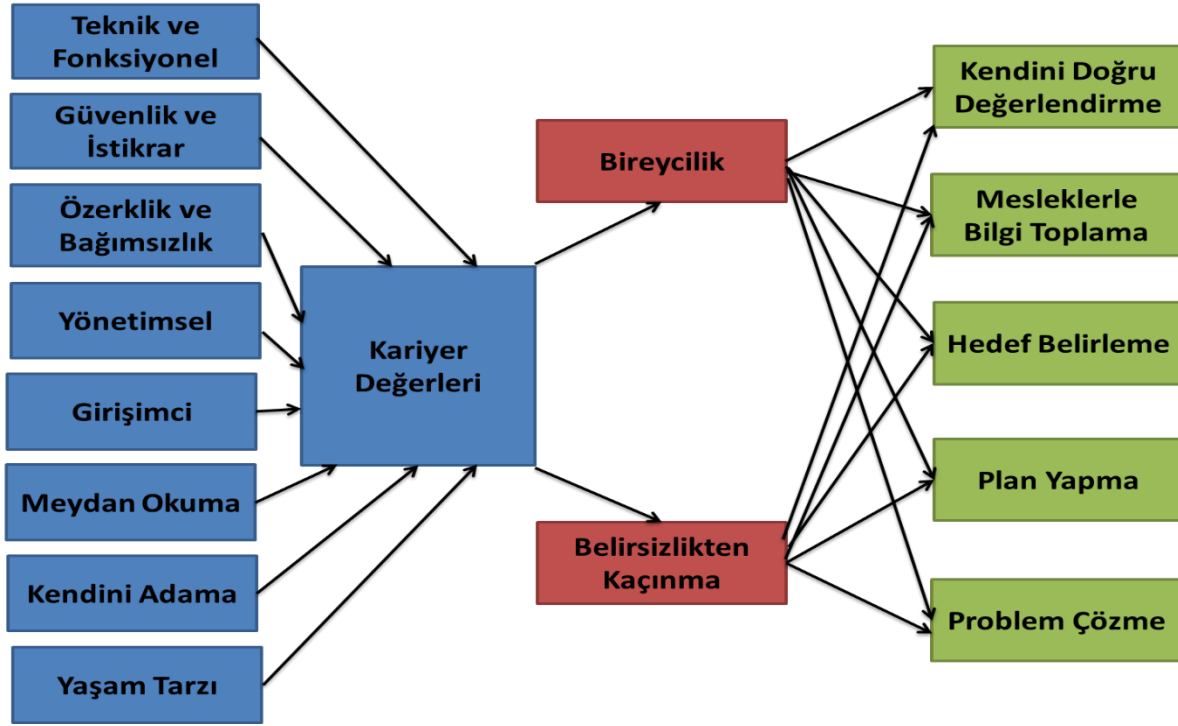 Teknik ve
Fonksiyonel
Güvenlik ve
İstikrar
Özerklik ve
Bağımsızlık
Yönetimsel
Girişimci
Meydan Okuma
Kendini Adama
Yaşam Tarzı
Kariyer
Değerleri
Bireycilik
Belirsizlikten
Kaçınma
Kendini Doğru
Değerlendirme
Mesleklerle
Bilgi Toplama
Hedef Belirleme
Plan Yapma
Problem Çözme